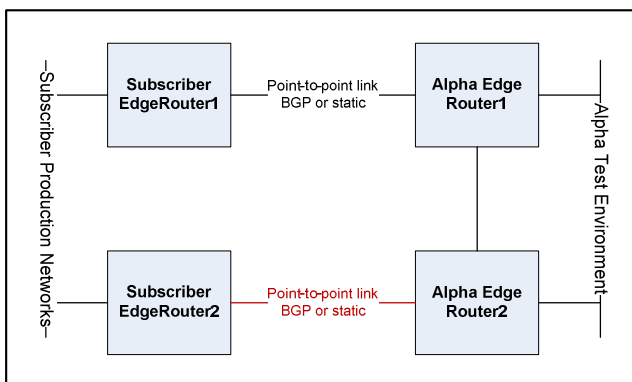 –Subscriber Production Networks–
Subscriber
EdgeRouter1
Point-to-point link
BGP or static
Alpha Edge
Router1
–Alpha Test Environment–
Subscriber
EdgeRouter2
Point-to-point link
BGP or static
Alpha Edge
Router2